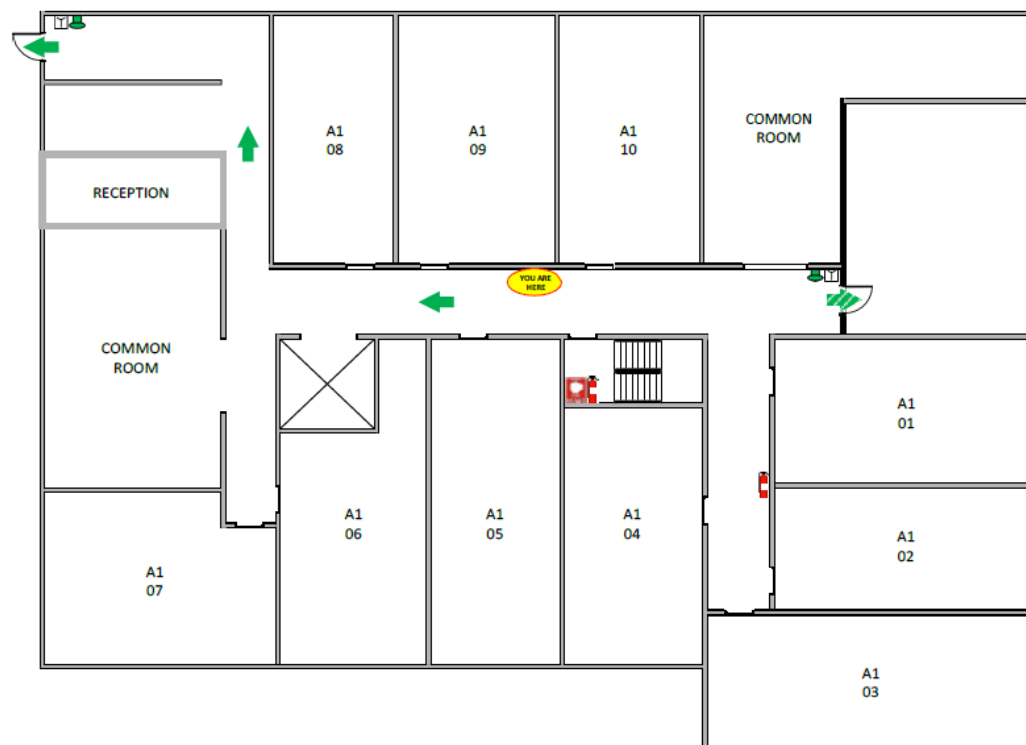 A1
08
A1
09
A1
10
COMMON
ROOM
RECEPTION
YOU ARE
HERE
COMMON
ROOM
A1
01
A1
02
A1
03
A1
04
A1
05
A1
06
A1
07